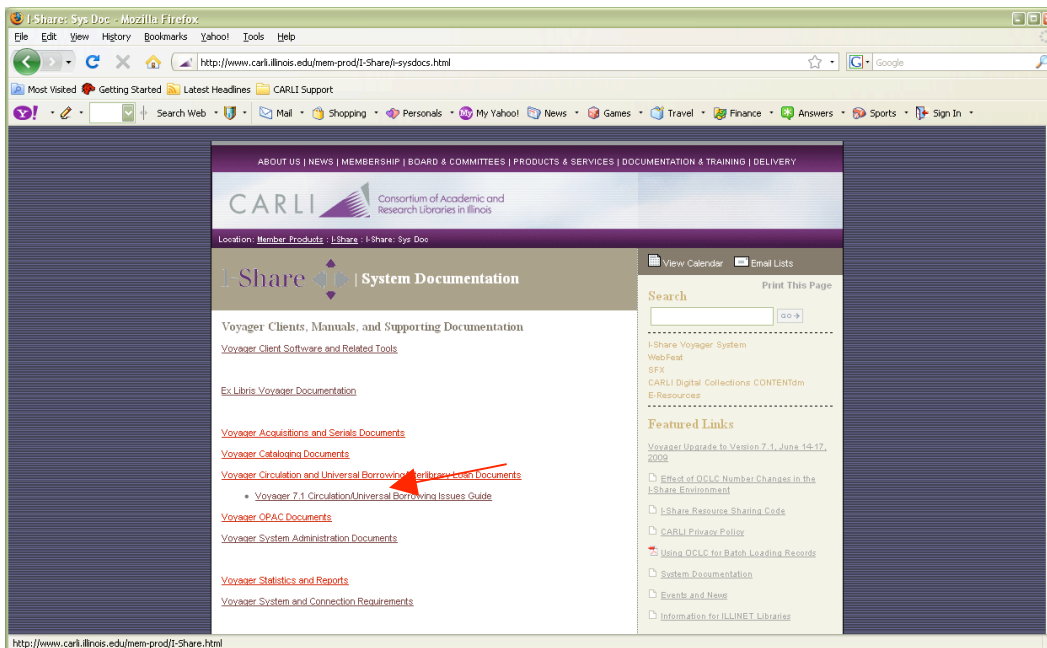 I-Share: Sys Doc - Mozilla Firefox
File Edit View History Bookmarks Yahoo! Tools Help
http://www.carli.illinois.edu/mem-prod/I-Share/i-sysdocs.html
G Google
Most Visited Getting Started Latest Headlines CARLI Support
Y! Search Web Mail Shopping Personals My My Yahoo! News Games Travel Finance Answers Sports Sign In
ABOUT US | NEWS | MEMBERSHIP | BOARD & COMMITTEES | PRODUCTS & SERVICES | DOCUMENTATION & TRAINING | DELIVERY
CARLI
Consortium of Academic and
Research Libraries in Illinois
Location: Member Products : I-Share : I-Share: Sys Doc
I-Share | System Documentation
Voyager Clients, Manuals, and Supporting Documentation
Voyager Client Software and Related Tools
Ex Libris Voyager Documentation
Voyager Acquisitions and Serials Documents
Voyager Cataloging Documents
Voyager Circulation and Universal Borrowing/Interlibrary Loan Documents
• Voyager 7.1 Circulation/Universal Borrowing Issues Guide
Voyager OPAC Documents
Voyager System Administration Documents
Voyager Statistics and Reports
Voyager System and Connection Requirements
View Calendar Email Lists
Print This Page
Search
GO →
I-Share Voyager System
WebFeat
SFX
CARLI Digital Collections CONTENTdm
E-Resources
Featured Links
Voyager Upgrade to Version 7.1, June 14-17,
2009
Effect of OCLC Number Changes in the
I-Share Environment
I-Share Resource Sharing Code
CARLI Privacy Policy
Using OCLC for Batch Loading Records
System Documentation
Events and News
Information for ILLINET Libraries
http://www.carli.illinois.edu/mem-prod/I-Share.html